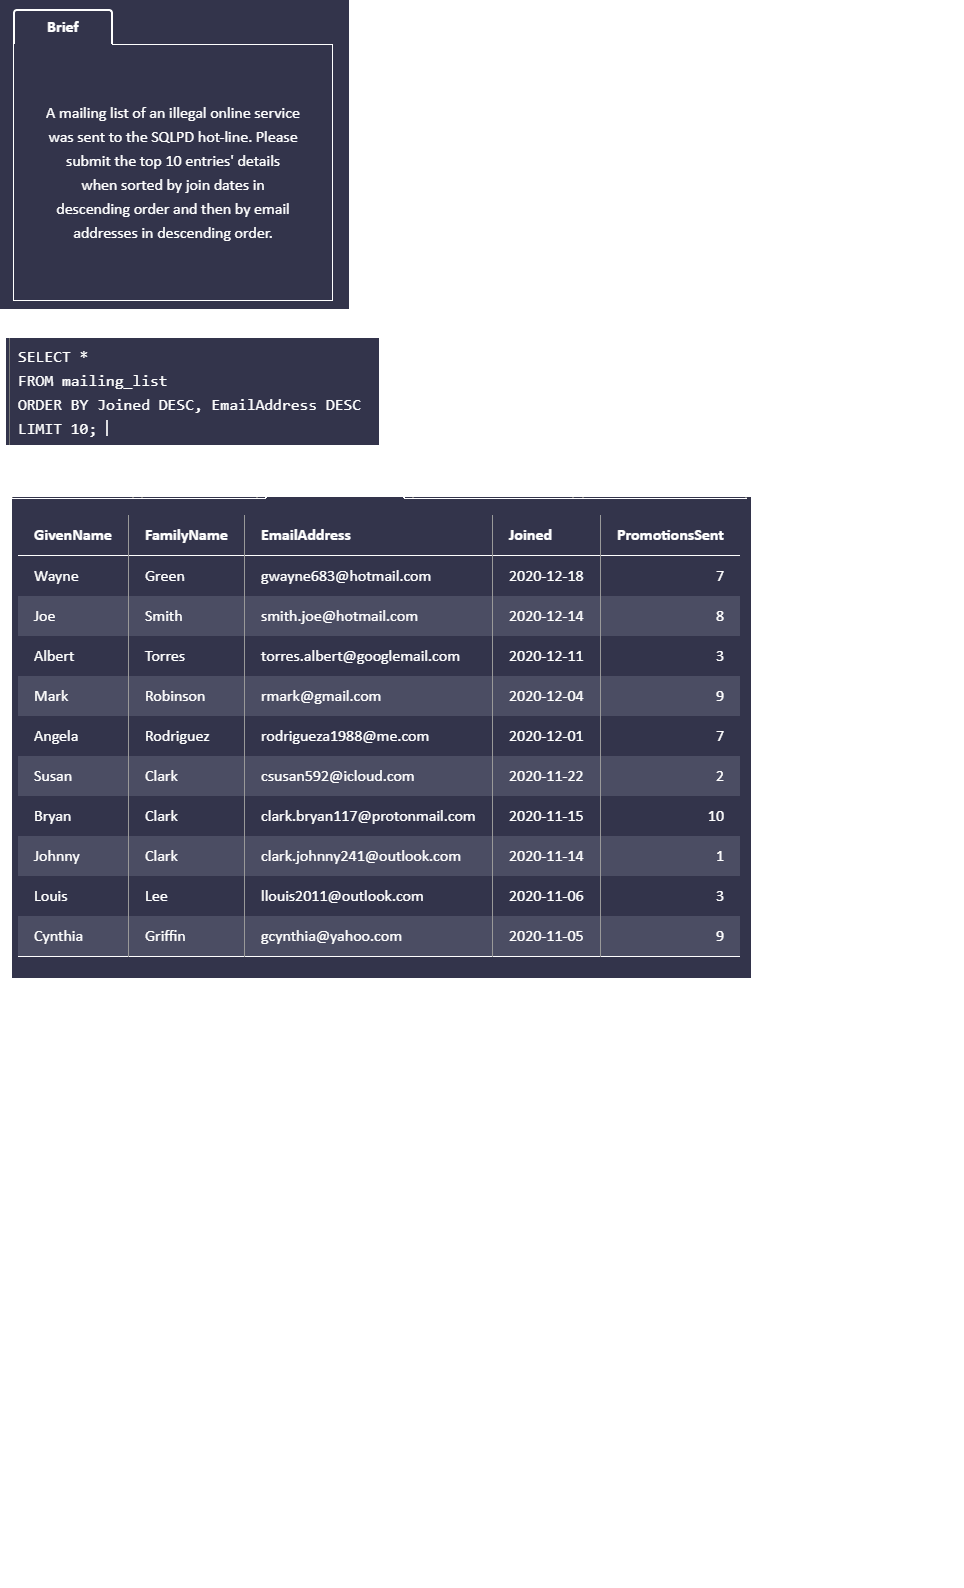 Brief
A mailing list of an illegal online service
was sent to the SQLPD hot-line. Please
submit the top 10 entries' details
when sorted by join dates in
descending order and then by email
addresses in descending order.
SELECT *
FROM mailing_list
ORDER BY Joined DESC, EmailAddress DESC
LIMIT 10;
GivenName FamilyName EmailAddress Joined PromotionsSent
Wayne Green gwayne683@hotmail.com 2020-12-18 7
Joe Smith smith.joe@hotmail.com 2020-12-14 8
Albert Torres torres.albert@googlemail.com 2020-12-11 3
Mark Robinson rmark@gmail.com 2020-12-04 9
Angela Rodriguez rodrigueza1988@me.com 2020-12-01 7
Susan Clark csusan592@icloud.com 2020-11-22 2
Bryan Clark clark.bryan117@protonmail.com 2020-11-15 10
Johnny Clark clark.johnny241@outlook.com 2020-11-14 1
Louis Lee llouis2011@outlook.com 2020-11-06 3
Cynthia Griffin gcynthia@yahoo.com 2020-11-05 9